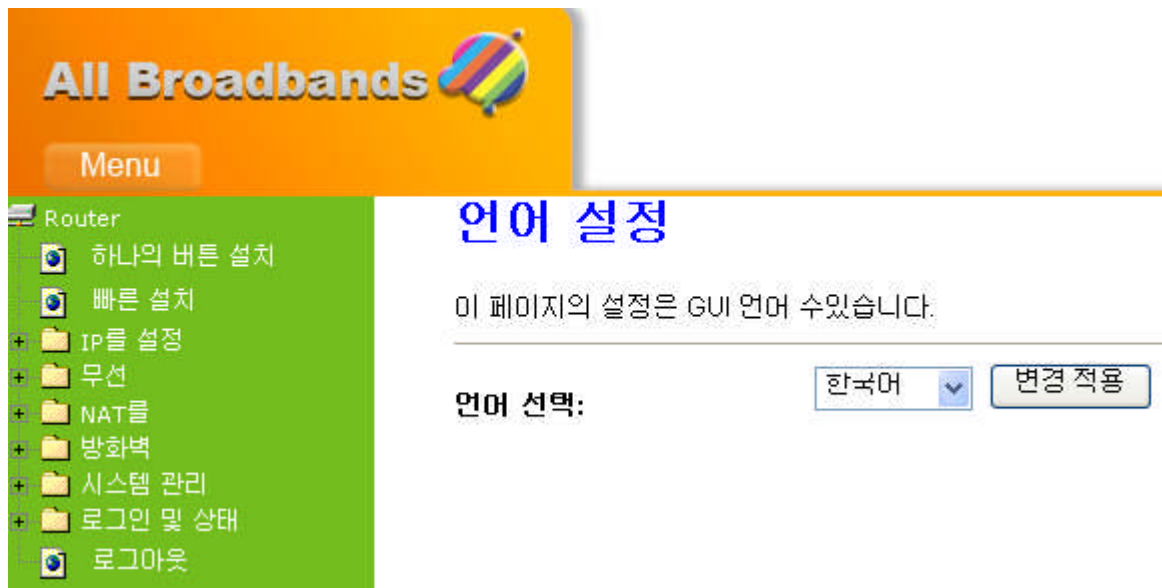 All Broadbands
Menu
Router
하나의 버튼 설치
빠른 설치
IP를 설정
무선
NAT를
방화벽
시스템 관리
로그인 및 상태
로그아웃
언어 설정
이 페이지의 설정은 GUI 언어 수있습니다.
언어 선택:
한국어
변경 적용